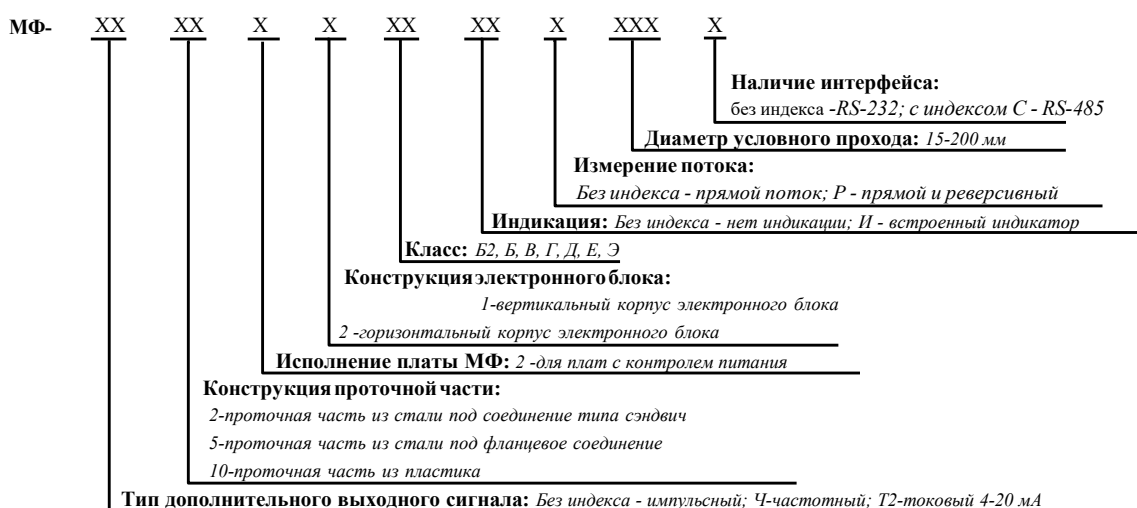 МФ- XX XX X X XX XX X XXX X
Наличие интерфейса:
без индекса -RS-232; с индексом С - RS-485
Диаметр условного прохода: 15-200 мм
Измерение потока:
Без индекса - прямой поток; Р - прямой и реверсивный
Индикация: Без индекса - нет индикации; И - встроенный индикатор
Класс: Б2, Б, В, Г, Д, Е, Э
Конструкция электронного блока:
1-вертикальный корпус электронного блока
2 -горизонтальный корпус электронного блока
Исполнение платы МФ: 2 -для плат с контролем питания
Конструкция проточной части:
2-проточная часть из стали под соединение типа сэндвич
5-проточная часть из стали под фланцевое соединение
10-проточная часть из пластика
Тип дополнительного выходного сигнала: Без индекса - импульсный; Ч-частотный; Т2-токовый 4-20 мА